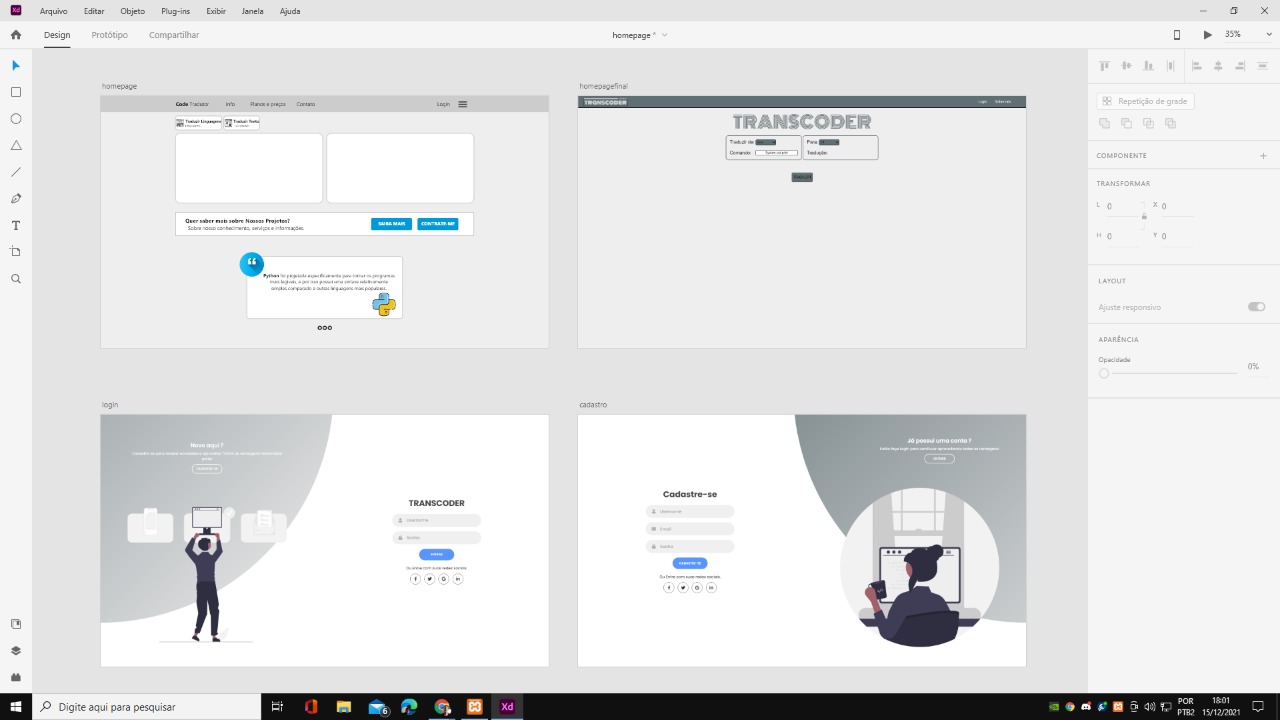 Arquivo Editar Objeto Plug-ins Exibir Janela Ajuda
Design Protótipo Compartilhar homepage * 35%
homepage
Code Tradutor Info Planos e preços Contato Login
Traduzir Linguagens
Traduzir Texto
Quer saber mais sobre Nossos Projetos?
Sobre nosso conhecimento, serviços e informações.
SAIBA MAIS CONTRATE-ME
Python foi projetada especificamente para tornar os programas
mais legíveis, e por isso possui uma sintaxe relativamente
simples comparado a outras linguagens mais populares.
homepagefinal
TRANSCODER Login Sobre nós
TRANSCODER
Traduzir de: Para:
Comando: Tradução:
login
Novo aqui ?
CADASTRE-SE
TRANSCODER
Username
Senha
Ou Entre com suas redes sociais.
cadastro
Já possui uma conta ?
Cadastre-se
Username
Email
Senha
CADASTRE-SE
Ou Entre com suas redes sociais.
Repetição de grade
COMPONENTE
TRANSFORMAR
L 0 X 0
H 0 Y 0
LAYOUT
Ajuste responsivo
APARÊNCIA
Opacidade
0%
Digite aqui para pesquisar
6
Xd
POR
PTB2
18:01
15/12/2021